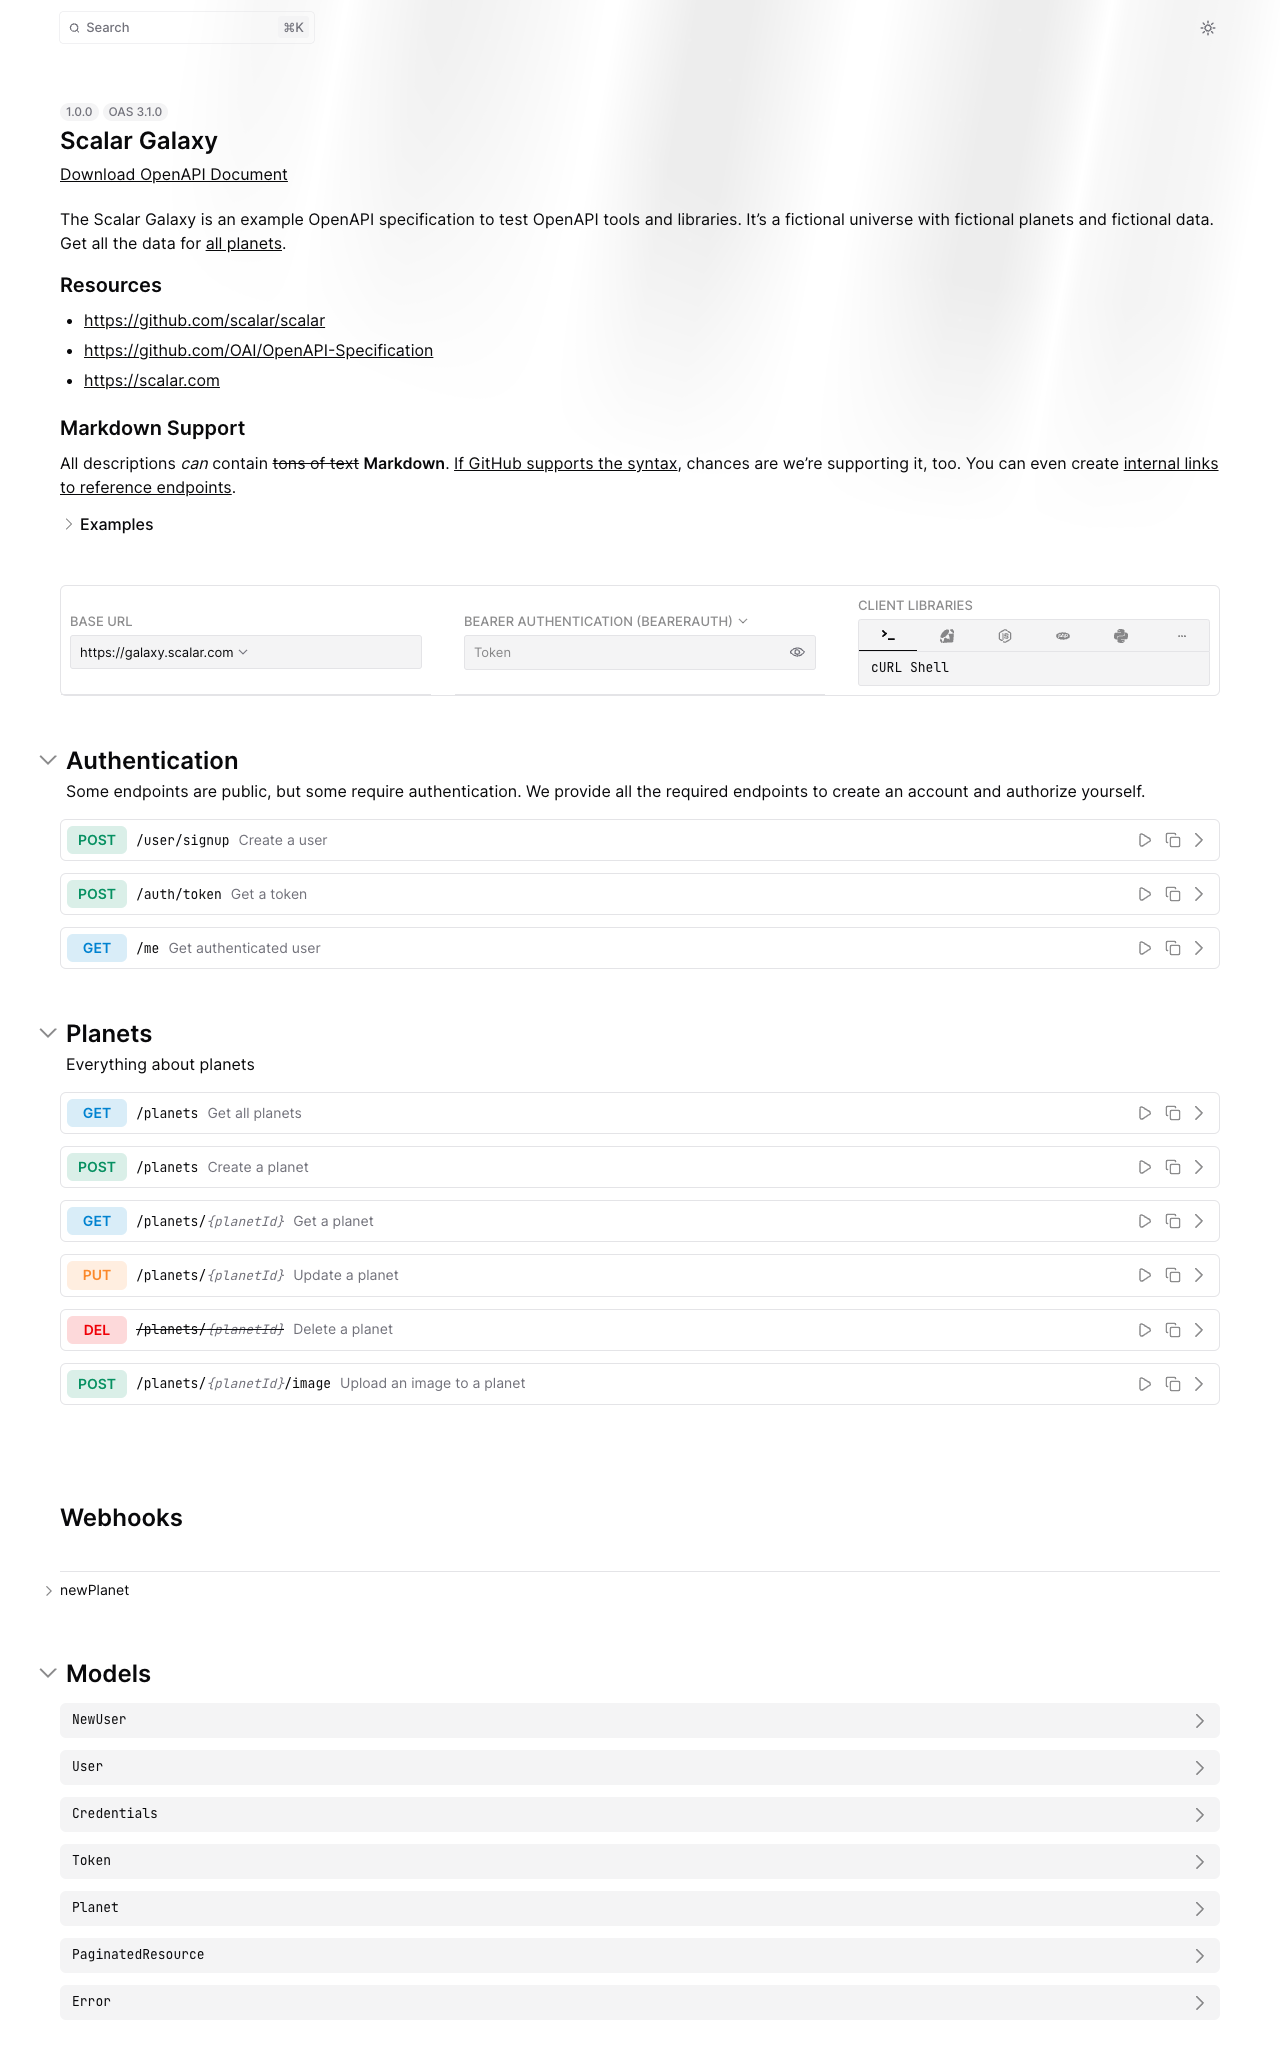 Search ⌘K
1.0.0 OAS 3.1.0
Scalar Galaxy
Download OpenAPI Document
The Scalar Galaxy is an example OpenAPI specification to test OpenAPI tools and libraries. It’s a fictional universe with fictional planets and fictional data.
Get all the data for all planets.
Resources
• https://github.com/scalar/scalar
• https://github.com/OAI/OpenAPI-Specification
• https://scalar.com
Markdown Support
All descriptions can contain tons of text Markdown. If GitHub supports the syntax, chances are we’re supporting it, too. You can even create internal links
to reference endpoints.
Examples
BASE URL
https://galaxy.scalar.com
BEARER AUTHENTICATION (BEARERAUTH)
Token
CLIENT LIBRARIES
cURL Shell
Authentication
Some endpoints are public, but some require authentication. We provide all the required endpoints to create an account and authorize yourself.
POST /user/signup Create a user
POST /auth/token Get a token
GET /me Get authenticated user
Planets
Everything about planets
GET /planets Get all planets
POST /planets Create a planet
GET /planets/{planetId} Get a planet
PUT /planets/{planetId} Update a planet
DEL /planets/{planetId} Delete a planet
POST /planets/{planetId}/image Upload an image to a planet
Webhooks
newPlanet
Models
NewUser
User
Credentials
Token
Planet
PaginatedResource
Error